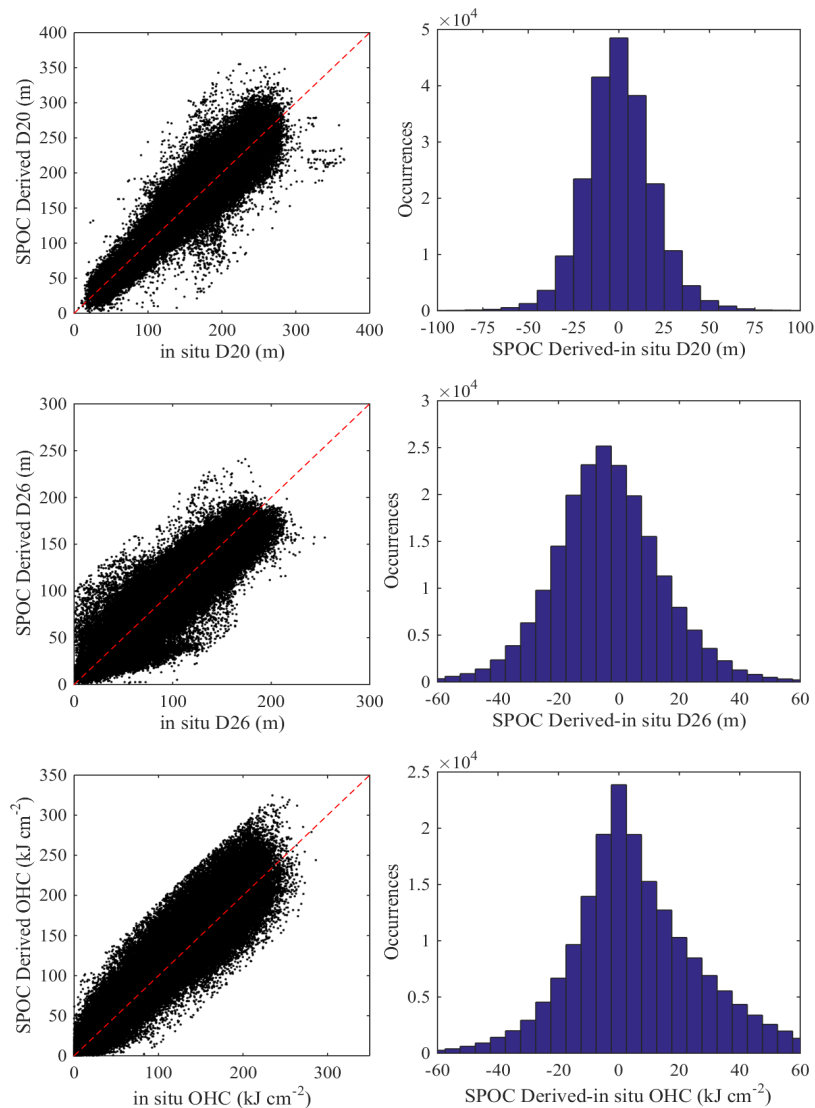 400
350
300
250
200
150
100
50
0
SPOC Derived D20 (m)
0 100 200 300 400
in situ D20 (m)
×10⁴
5
4
3
2
1
0
Occurrences
-100 -75 -50 -25 0 25 50 75 100
SPOC Derived-in situ D20 (m)
300
250
200
150
100
50
0
SPOC Derived D26 (m)
0 100 200 300
in situ D26 (m)
×10⁴
3
2.5
2
1.5
1
0.5
0
Occurrences
-60 -40 -20 0 20 40 60
SPOC Derived-in situ D26 (m)
350
300
250
200
150
100
50
0
SPOC Derived OHC (kJ cm⁻²)
0 100 200 300
in situ OHC (kJ cm⁻²)
×10⁴
2.5
2
1.5
1
0.5
0
Occurrences
-60 -40 -20 0 20 40 60
SPOC Derived-in situ OHC (kJ cm⁻²)